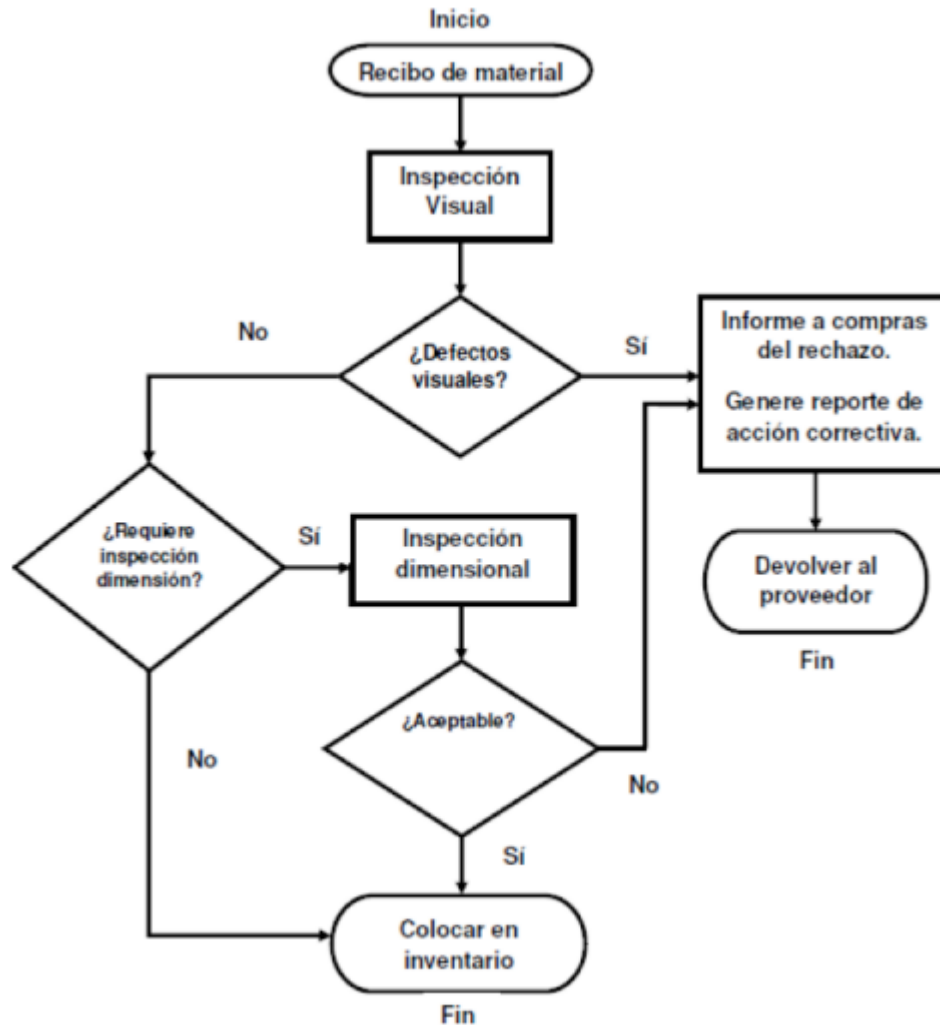 Inicio
Recibo de material
Inspección
Visual
No
¿Defectos
visuales?
Sí
Informe a compras
del rechazo.
Genere reporte de
acción correctiva.
¿Requiere
inspección
dimensión?
Sí
Inspección
dimensional
Devolver al
proveedor
Fin
¿Aceptable?
No
No
Sí
Colocar en
inventario
Fin